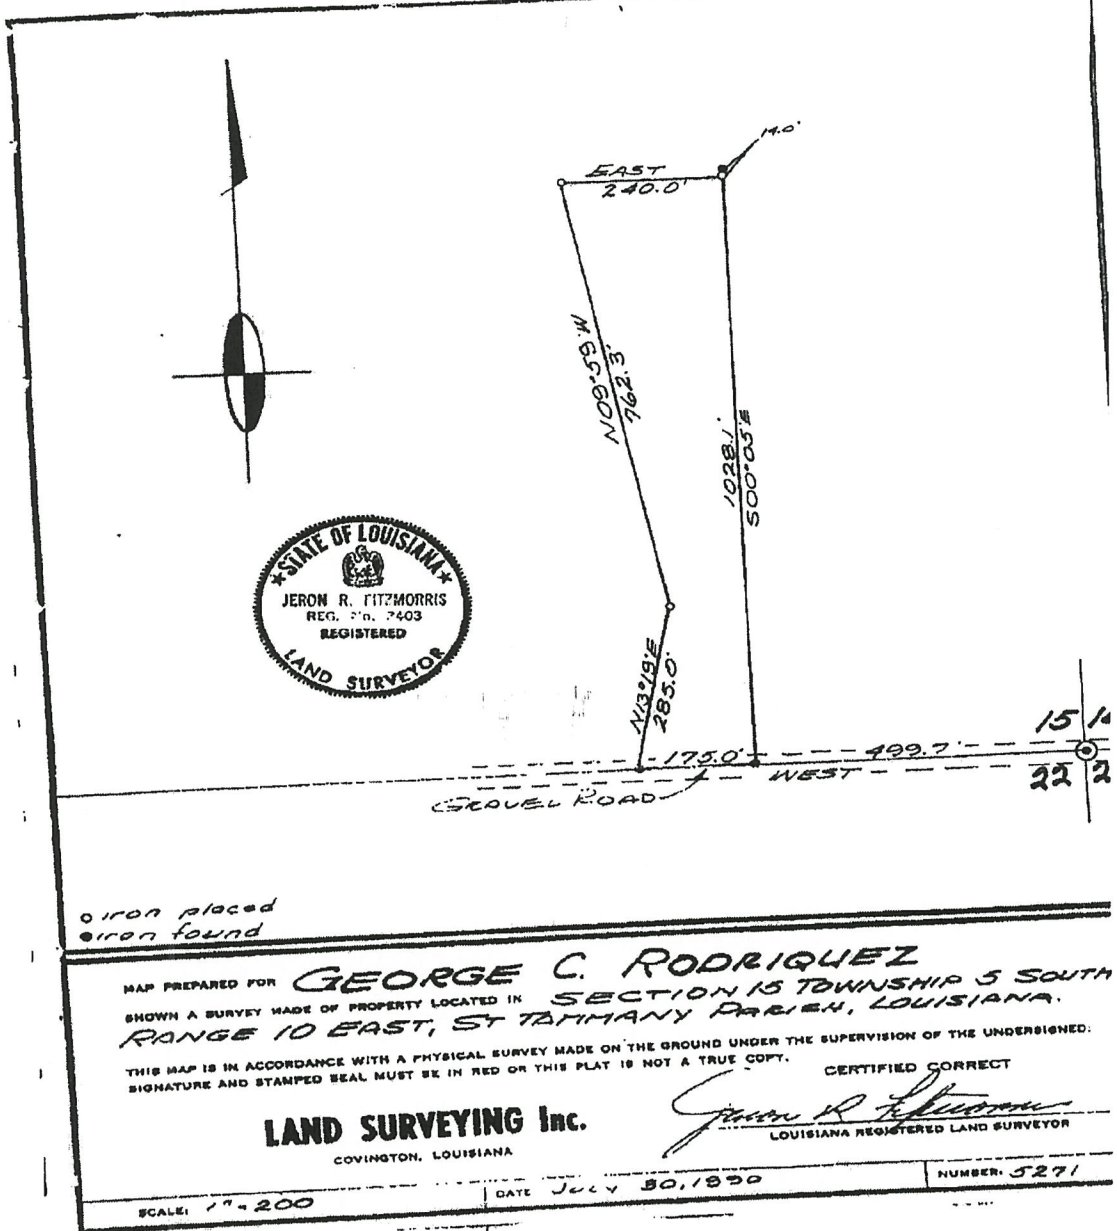 14.0'
EAST
240.0'
N09°59'W
762.3'
1028.1'
S00°05'E
STATE OF LOUISIANA
JERON R. FITZMORRIS
REG. No. 2403
REGISTERED
LAND SURVEYOR
N13°19'E
285.0'
15
175.0'
499.7'
WEST
22
GRAVEL ROAD
iron placed
iron found
MAP PREPARED FOR GEORGE C. RODRIQUEZ
SHOWN A SURVEY MADE OF PROPERTY LOCATED IN SECTION 15 TOWNSHIP 5 SOUTH
RANGE 10 EAST, ST TAMMANY PARISH, LOUISIANA.
THIS MAP IS IN ACCORDANCE WITH A PHYSICAL SURVEY MADE ON THE GROUND UNDER THE SUPERVISION OF THE UNDERSIGNED.
SIGNATURE AND STAMPED SEAL MUST BE IN RED OR THIS PLAT IS NOT A TRUE COPY.
CERTIFIED CORRECT
LAND SURVEYING Inc.
COVINGTON, LOUISIANA
LOUISIANA REGISTERED LAND SURVEYOR
SCALE: 1"=200
DATE July 30, 1990
NUMBER: 5271